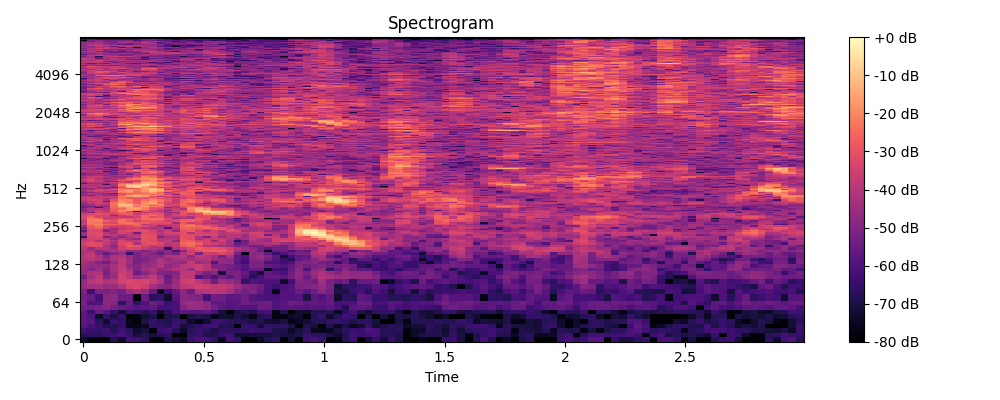 Spectrogram
Hz
4096
2048
1024
512
256
128
64
0
0 0.5 1 1.5 2 2.5
Time
+0 dB
-10 dB
-20 dB
-30 dB
-40 dB
-50 dB
-60 dB
-70 dB
-80 dB